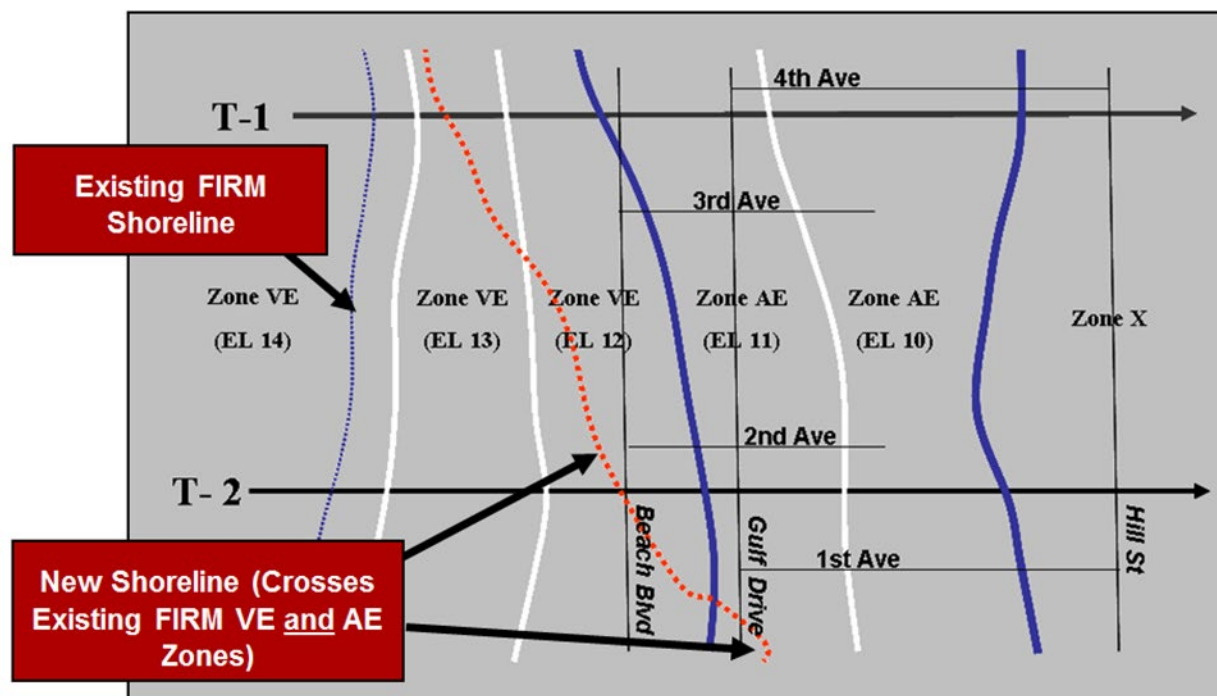 4th Ave
T-1
Existing FIRM
Shoreline
3rd Ave
Zone VE
(EL 14)
Zone VE
(EL 13)
Zone VE
(EL 12)
Zone AE
(EL 11)
Zone AE
(EL 10)
Zone X
2nd Ave
T- 2
Beach Blvd
Gulf Drive
Hill St
1st Ave
New Shoreline (Crosses
Existing FIRM VE and AE
Zones)